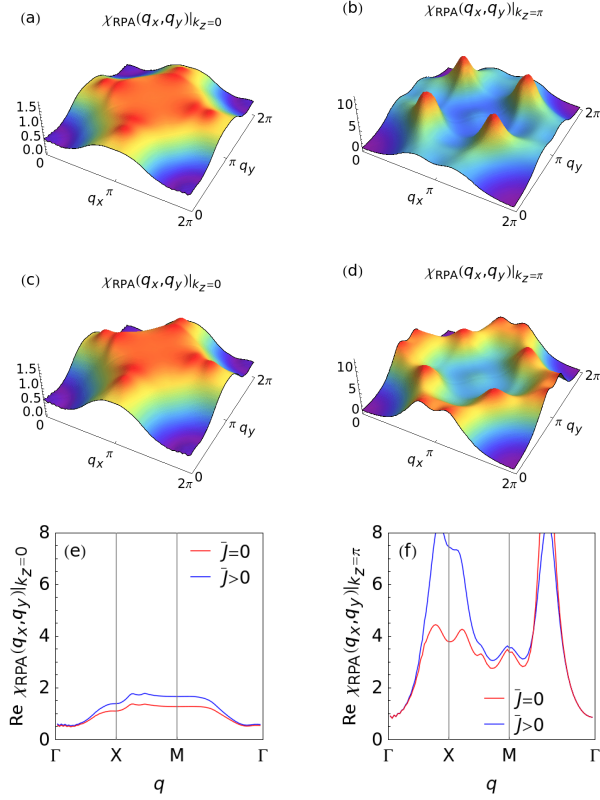 (a) χRPA(qx,qy)|kz=0
1.5
1.0
0.5
0.0
0
qx
π
2π
0
π
qy
2π
(b) χRPA(qx,qy)|kz=π
10
5
0
0
qx
π
2π
0
π
qy
2π
(c) χRPA(qx,qy)|kz=0
1.5
1.0
0.5
0.0
0
qx
π
2π
0
π
qy
2π
(d) χRPA(qx,qy)|kz=π
10
5
0
0
qx
π
2π
0
π
qy
2π
(e)
Re χRPA(qx,qy)|kz=0
8
6
4
2
0
J̄=0
J̄>0
Γ X M Γ
q
(f)
Re χRPA(qx,qy)|kz=π
8
6
4
2
0
J̄=0
J̄>0
Γ X M Γ
q